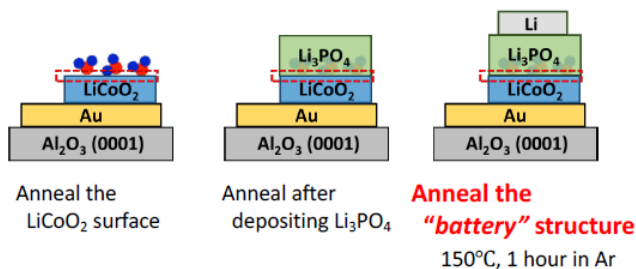 Li₃PO₄
LiCoO₂
Au
Al₂O₃ (0001)
LiCoO₂
Au
Al₂O₃ (0001)
Li
Li₃PO₄
LiCoO₂
Au
Al₂O₃ (0001)
Anneal the
LiCoO₂ surface
Anneal after
depositing Li₃PO₄
Anneal the
“battery” structure
150℃, 1 hour in Ar